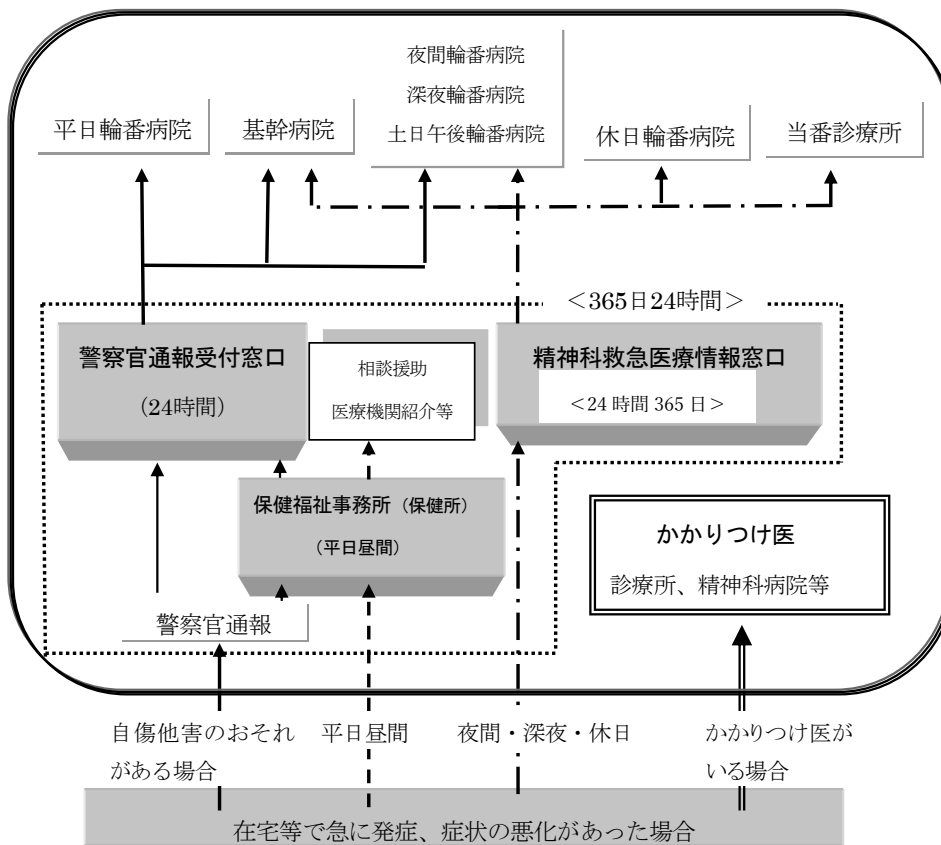 夜間輪番病院
深夜輪番病院
土日午後輪番病院
平日輪番病院
基幹病院
休日輪番病院
当番診療所
＜365日24時間＞
警察官通報受付窓口
（24時間）
相談援助
医療機関紹介等
精神科救急医療情報窓口
＜24 時間 365 日＞
保健福祉事務所（保健所）
（平日昼間）
かかりつけ医
診療所、精神科病院等
警察官通報
自傷他害のおそれ
がある場合
平日昼間
夜間・深夜・休日
かかりつけ医が
いる場合
在宅等で急に発症、症状の悪化があった場合